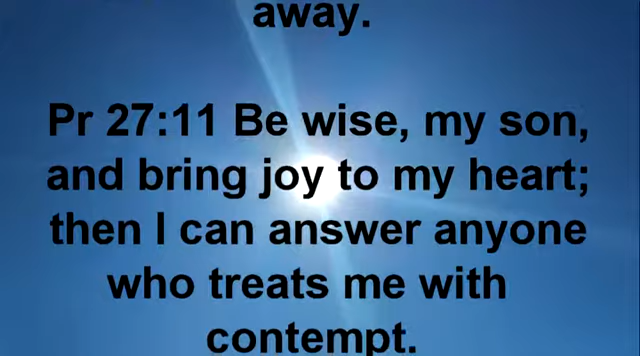 away.
Pr 27:11 Be wise, my son,
and bring joy to my heart;
then I can answer anyone
who treats me with
contempt.